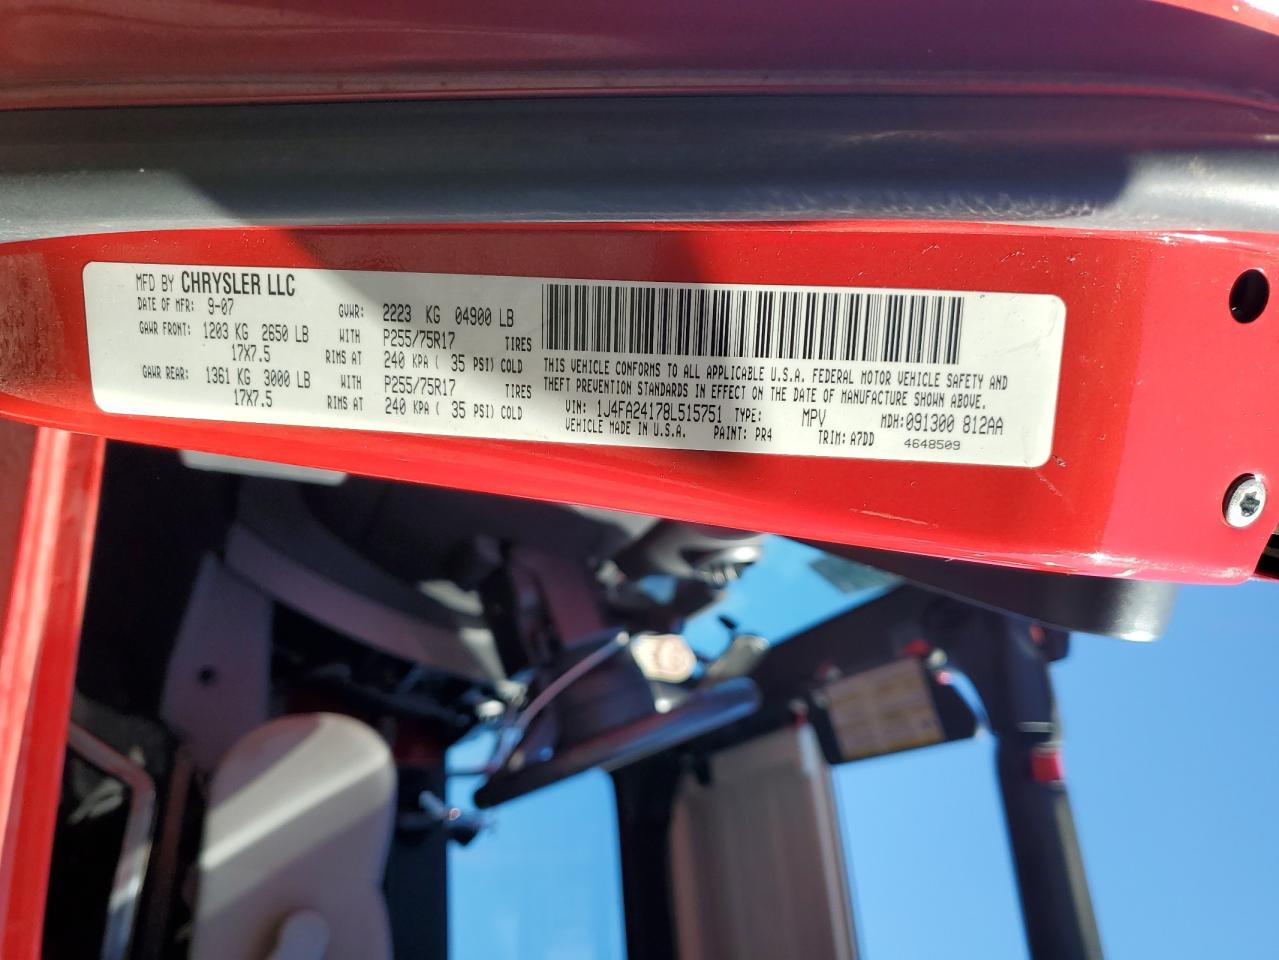 MFD BY CHRYSLER LLC
DATE OF MFR: 9-07 GVWR: 2223 KG 04900 LB
GAWR FRONT: 1203 KG 2650 LB WITH P255/75R17 TIRES
17X7.5 RIMS AT 240 KPA ( 35 PSI) COLD
GAWR REAR: 1361 KG 3000 LB WITH P255/75R17 TIRES
17X7.5 RIMS AT 240 KPA ( 35 PSI) COLD
THIS VEHICLE CONFORMS TO ALL APPLICABLE U.S.A. FEDERAL MOTOR VEHICLE SAFETY AND
THEFT PREVENTION STANDARDS IN EFFECT ON THE DATE OF MANUFACTURE SHOWN ABOVE.
VIN: 1J4FA24178L515751 TYPE: MPV MDH:091300 812AA
VEHICLE MADE IN U.S.A. PAINT: PR4 TRIM: A7DD 4648509